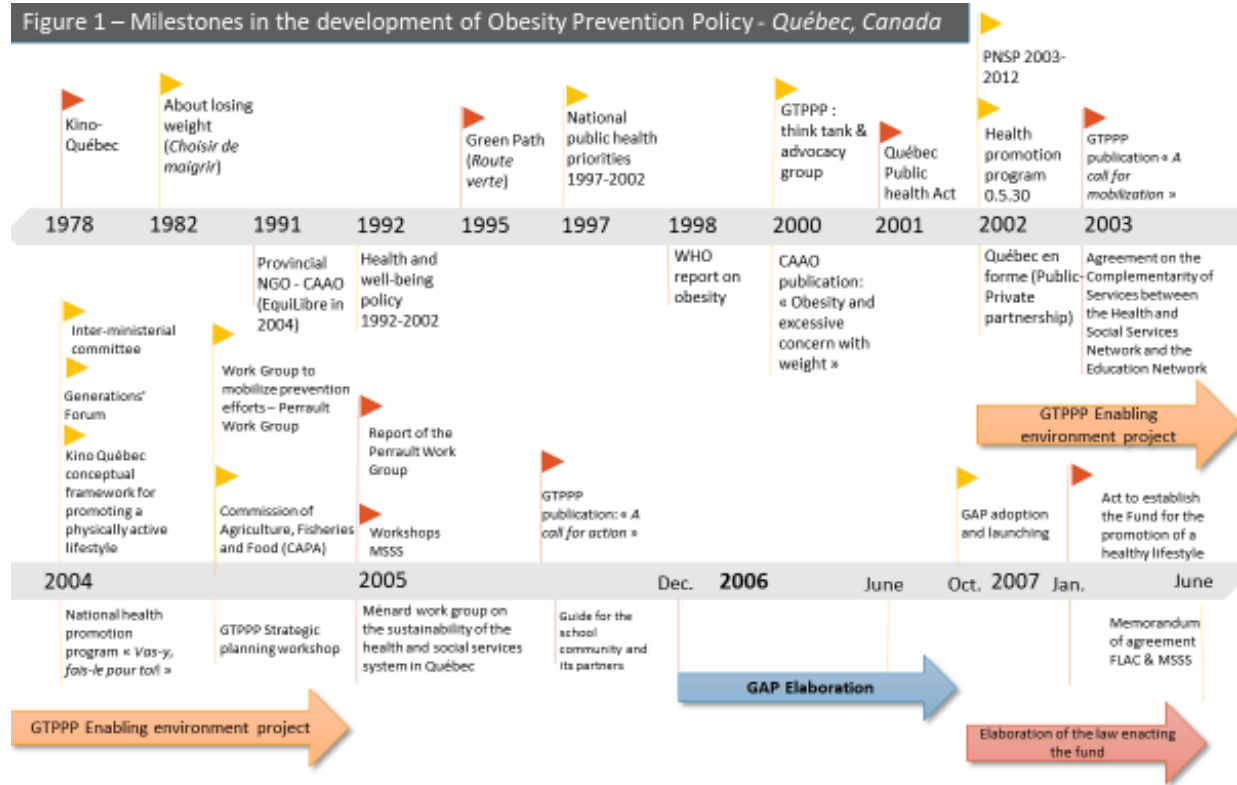 Figure 1 – Milestones in the development of Obesity Prevention Policy - Québec, Canada
Kino-
Québec
About losing
weight
(Choisir de
maigrir)
Green Path
(Route
verte)
National
public health
priorities
1997-2002
GTPPP :
think tank &
advocacy
group
Québec
Public
health Act
PNSP 2003-
2012
Health
promotion
program
0.5.30
GTPPP
publication « A
call for
mobilization »
1978
1982
1991
1992
1995
1997
1998
2000
2001
2002
2003
Provincial
NGO - CAAO
(EquiLibre in
2004)
Health and
well-being
policy
1992-2002
WHO
report on
obesity
CAAO
publication:
« Obesity and
excessive
concern with
weight »
Québec en
forme (Public-
Private
partnership)
Agreement on the
Complementarity of
Services between
the Health and
Social Services
Network and the
Education Network
GTPPP Enabling
environment project
Inter-ministerial
committee
Generations'
Forum
Kino Québec
conceptual
framework for
promoting a
physically active
lifestyle
Work Group to
mobilize prevention
efforts – Perrault
Work Group
Commission of
Agriculture, Fisheries
and Food (CAPA)
Report of the
Perrault Work
Group
Workshops
MSSS
GTPPP
publication: « A
call for action »
GAP adoption
and launching
Act to establish
the Fund for the
promotion of a
healthy lifestyle
2004
2005
Dec.
2006
June
Oct.
2007
Jan.
June
National health
promotion
program « Vas-y,
fais-le pour toi! »
GTPPP Strategic
planning workshop
Ménard work group on
the sustainability of the
health and social services
system in Québec
Guide for the
school
community and
its partners
Memorandum
of agreement
FLAC & MSSS
GAP Elaboration
GTPPP Enabling environment project
Elaboration of the law enacting
the fund